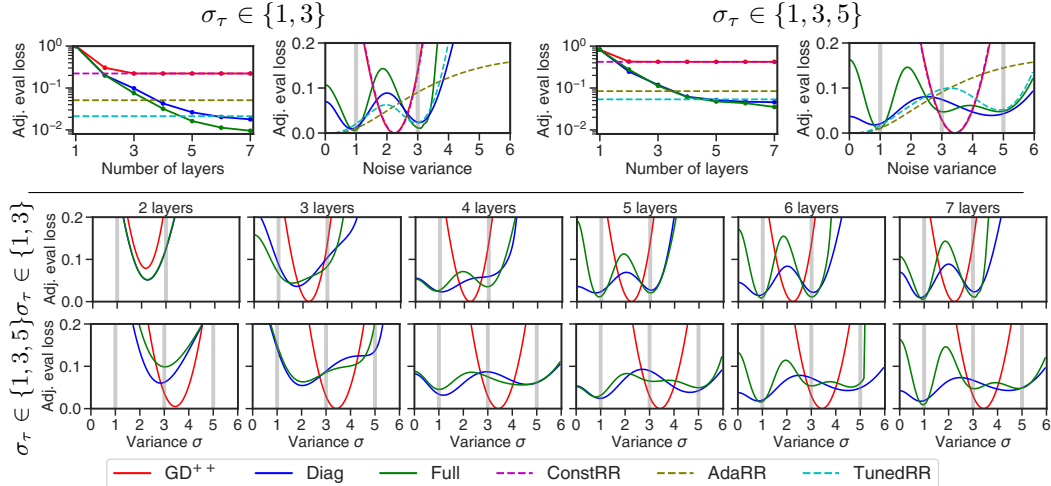 σ_τ ∈ {1, 3}
σ_τ ∈ {1, 3, 5}
Adj. eval loss
10^0
10^−1
10^−2
1 3 5 7
Number of layers
Adj. eval loss
0.2
0.1
0.0
0 1 2 3 4 5 6
Noise variance
Adj. eval loss
10^0
10^−1
10^−2
1 3 5 7
Number of layers
Adj. eval loss
0.2
0.1
0.0
0 1 2 3 4 5 6
Noise variance
σ_τ ∈ {1, 3}
2 layers 3 layers 4 layers 5 layers 6 layers 7 layers
Adj. eval loss
0.2
0.1
0.0
σ_τ ∈ {1, 3, 5}
Adj. eval loss
0.2
0.1
0.0
0 1 2 3 4 5 6 0 1 2 3 4 5 6 0 1 2 3 4 5 6 0 1 2 3 4 5 6 0 1 2 3 4 5 6 0 1 2 3 4 5 6
Variance σ Variance σ Variance σ Variance σ Variance σ Variance σ
GD^++ Diag Full ConstRR AdaRR TunedRR